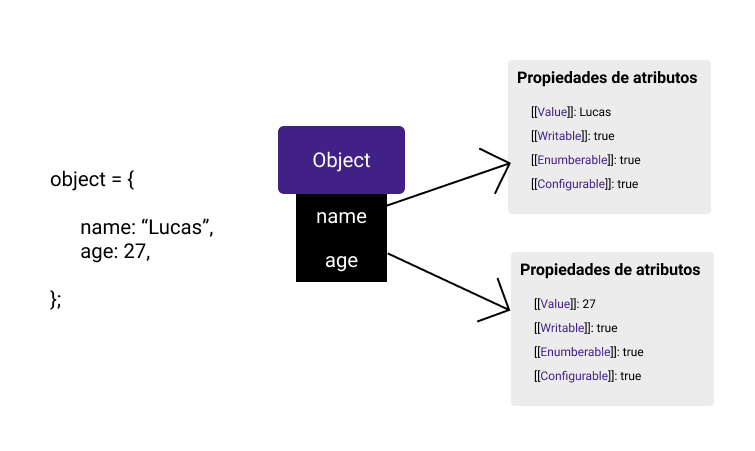 object = {
name: “Lucas”,
age: 27,
};
Object
name
age
Propiedades de atributos
[[Value]]: Lucas
[[Writable]]: true
[[Enumberable]]: true
[[Configurable]]: true
Propiedades de atributos
[[Value]]: 27
[[Writable]]: true
[[Enumberable]]: true
[[Configurable]]: true